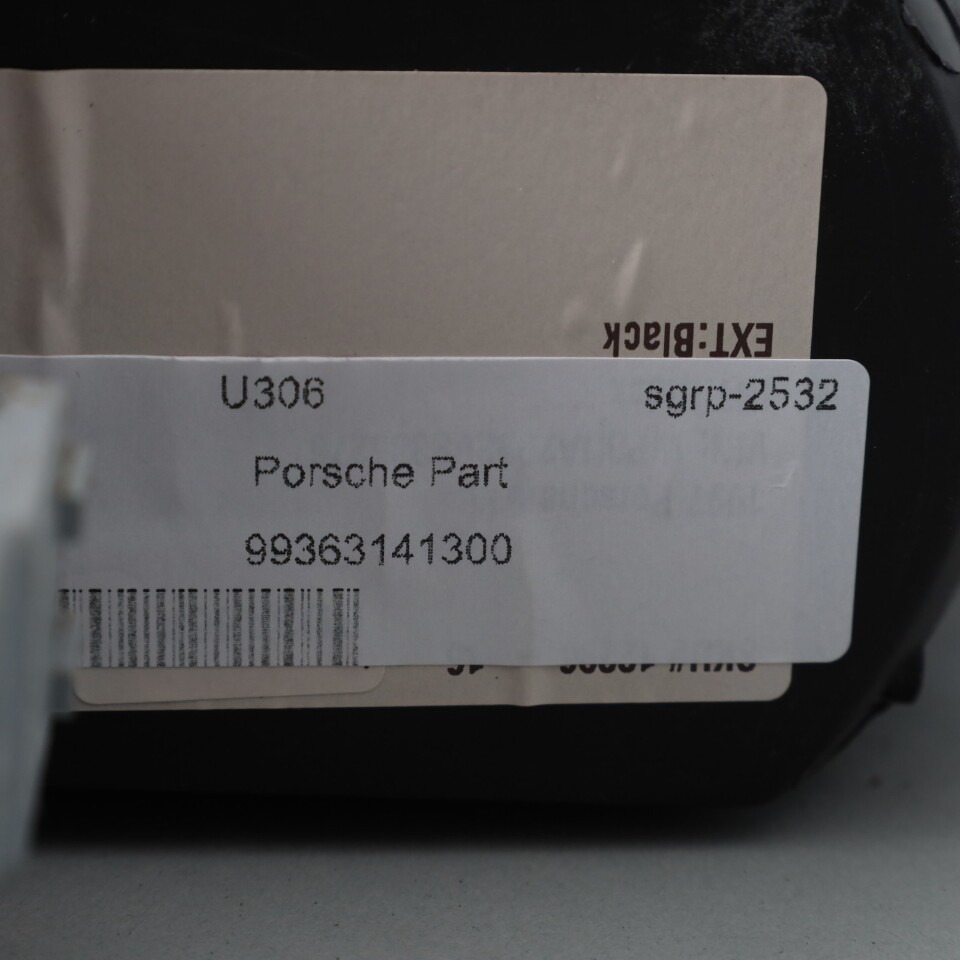 EXT:Black
U306 sgrp-2532
Porsche Part
99363141300